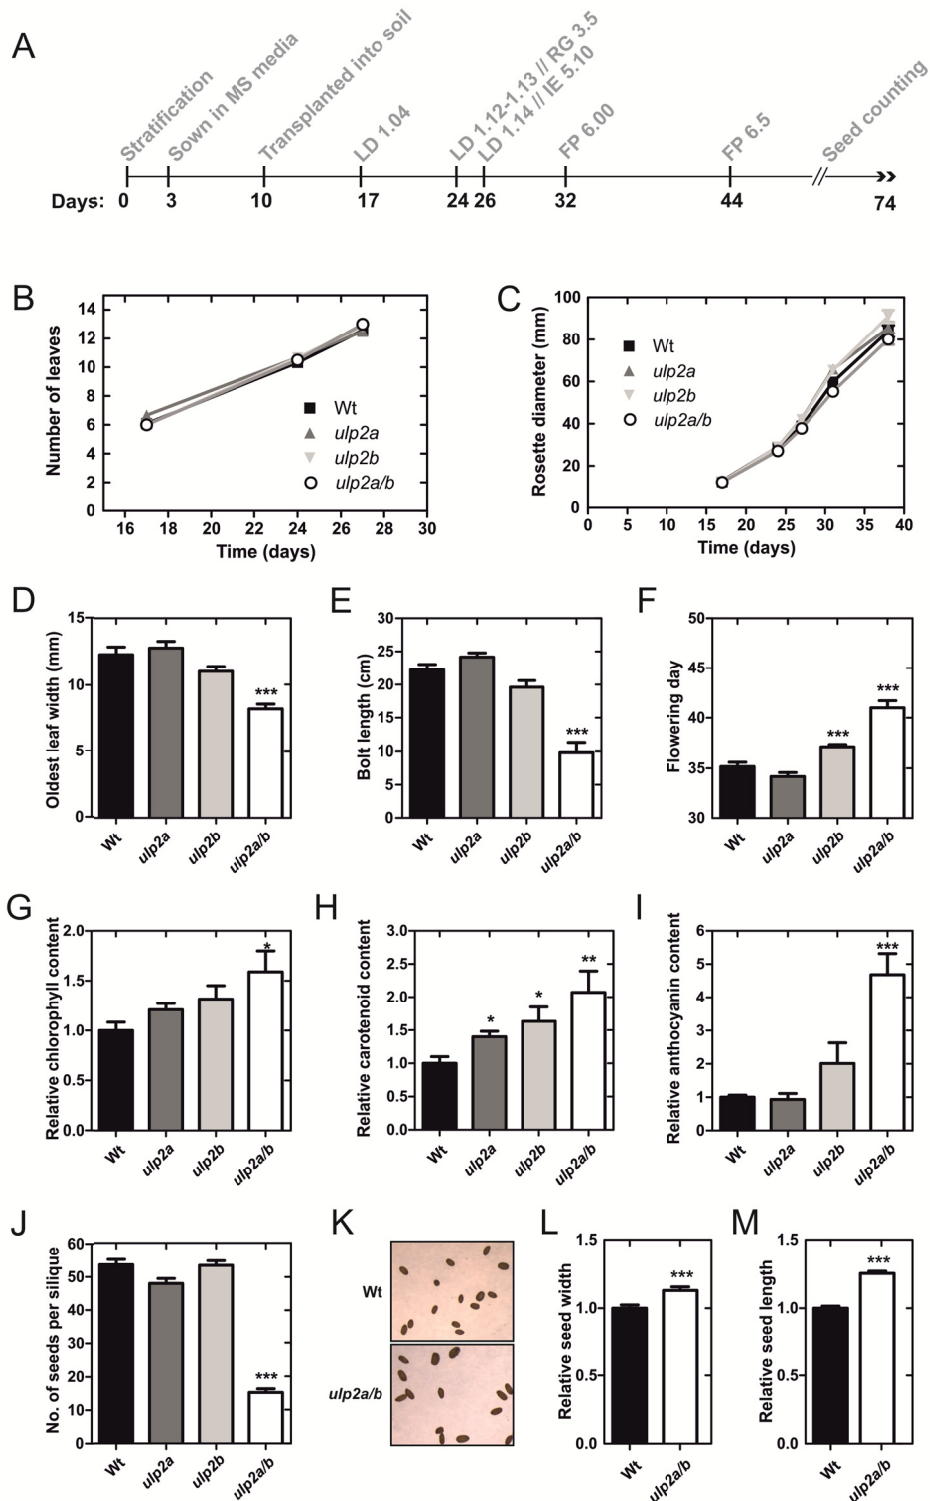 A
Stratification
Sown in MS media
Transplanted into soil
LD 1.04
LD 1.12-1.13 // RG 3.5
LD 1.14 // IE 5.10
FP 6.00
FP 6.5
Seed counting
Days: 0 3 10 17 24 26 32 44 74
B
Number of leaves
14
12
10
8
6
4
2
0
Wt
ulp2a
ulp2b
ulp2a/b
16 18 20 22 24 26 28 30
Time (days)
C
Rosette diameter (mm)
100
80
60
40
20
0
Wt
ulp2a
ulp2b
ulp2a/b
0 5 10 15 20 25 30 35 40
Time (days)
D
Oldest leaf width (mm)
15
10
5
0
***
Wt ulp2a ulp2b ulp2a/b
E
Bolt length (cm)
30
25
20
15
10
5
0
***
Wt ulp2a ulp2b ulp2a/b
F
Flowering day
50
45
40
35
30
*** ***
Wt ulp2a ulp2b ulp2a/b
G
Relative chlorophyll content
2.0
1.5
1.0
0.5
0.0
*
Wt ulp2a ulp2b ulp2a/b
H
Relative carotenoid content
3.0
2.5
2.0
1.5
1.0
0.5
0.0
* * **
Wt ulp2a ulp2b ulp2a/b
I
Relative anthocyanin content
6
5
4
3
2
1
0
***
Wt ulp2a ulp2b ulp2a/b
J
No. of seeds per silique
60
50
40
30
20
10
0
***
Wt ulp2a ulp2b ulp2a/b
K
Wt
ulp2a/b
L
Relative seed width
1.5
1.0
0.5
0.0
***
Wt ulp2a/b
M
Relative seed length
1.5
1.0
0.5
0.0
***
Wt ulp2a/b